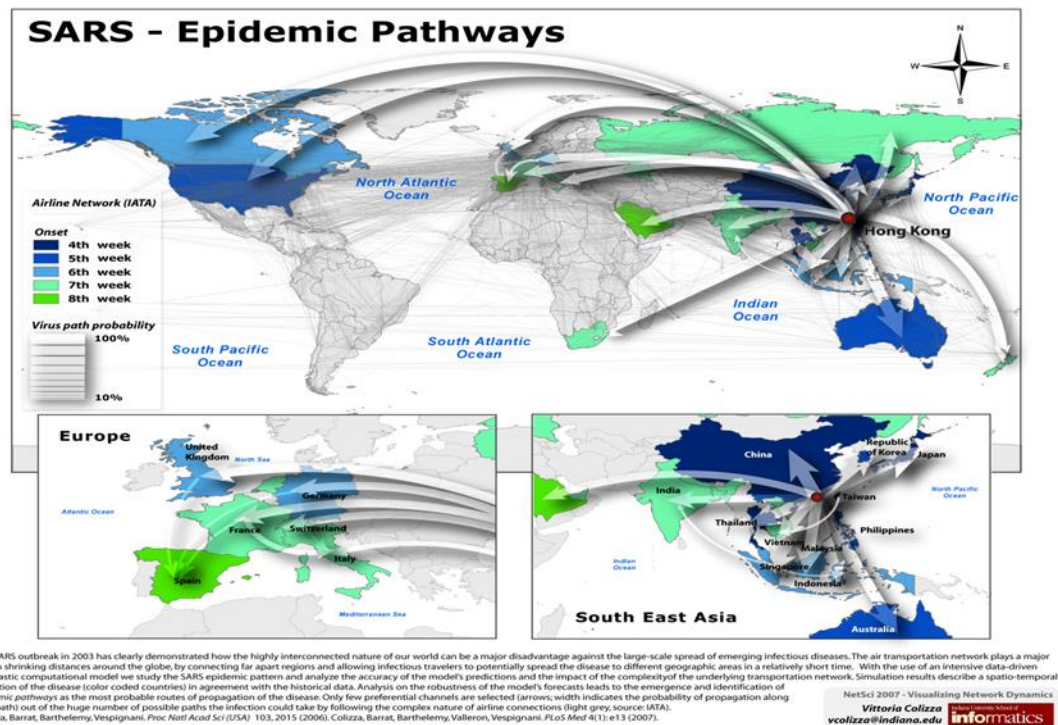 SARS - Epidemic Pathways
N
W
E
S
North Atlantic
Ocean
North Pacific
Ocean
Airline Network (IATA)
Onset
4th week
5th week
6th week
7th week
8th week
Hong Kong
Indian
Ocean
Virus path probability
100%
10%
South Pacific
Ocean
South Atlantic
Ocean
Europe
United
Kingdom
North Sea
Atlantic Ocean
Germany
France
Switzerland
Italy
Spain
Mediterranean Sea
China
Republic
of Korea
Japan
India
Taiwan
North Pacific
Ocean
Thailand
Philippines
Vietnam
Malaysia
Indian
Ocean
Singapore
Indonesia
South East Asia
Australia
SARS outbreak in 2003 has clearly demonstrated how the highly interconnected nature of our world can be a major disadvantage against the large-scale spread of emerging infectious diseases. The air transportation network plays a major
shrinking distances around the globe, by connecting far apart regions and allowing infectious travelers to potentially spread the disease to different geographic areas in a relatively short time. With the use of an intensive data-driven
astic computational model we study the SARS epidemic pattern and analyze the accuracy of the model's predictions and the impact of the complexityof the underlying transportation network. Simulation results describe a spatio-temporal
tion of the disease (color coded countries) in agreement with the historical data. Analysis on the robustness of the model's forecasts leads to the emergence and identification of
mic pathways as the most probable routes of propagation of the disease. Only few preferential channels are selected (arrows; width indicates the probability of propagation along
path) out of the huge number of possible paths the infection could take by following the complex nature of airline connections (light grey, source: IATA).
a, Barrat, Barthelemy, Vespignani. Proc Natl Acad Sci (USA) 103, 2015 (2006). Colizza, Barrat, Barthelemy, Valleron, Vespignani. PLoS Med 4(1): e13 (2007).
NetSci 2007 - Visualizing Network Dynamics
Vittoria Colizza
vcolizza@indiana.edu
Indiana University School of
informatics